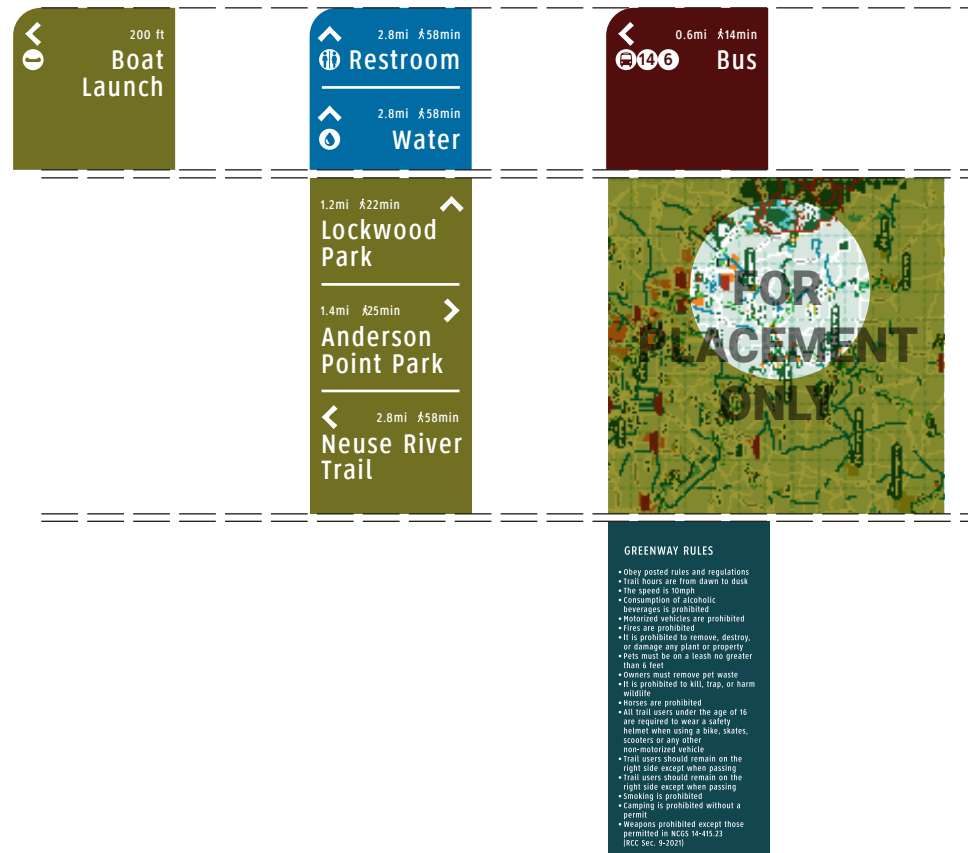 200 ft
Boat
Launch
2.8mi 58min
Restroom
2.8mi 58min
Water
0.6mi 14min
14 6 Bus
1.2mi 22min
Lockwood
Park
1.4mi 25min
Anderson
Point Park
2.8mi 58min
Neuse River
Trail
FOR
PLACEMENT
ONLY
GREENWAY RULES
• Obey posted rules and regulations
• Trail hours are from dawn to dusk
• The speed is 10mph
• Consumption of alcoholic
beverages is prohibited
• Motorized vehicles are prohibited
• Fires are prohibited
• It is prohibited to remove, destroy,
or damage any plant or property
• Pets must be on a leash no greater
than 6 feet
• Owners must remove pet waste
• It is prohibited to kill, trap, or harm
wildlife
• Horses are prohibited
• All trail users under the age of 16
are required to wear a safety
helmet when using a bike, skates,
scooters or any other
non-motorized vehicle
• Trail users should remain on the
right side except when passing
• Trail users should remain on the
right side except when passing
• Smoking is prohibited
• Camping is prohibited without a
permit
• Weapons prohibited except those
permitted in NCGS 14-415.23
(RCC Sec. 9-2021)